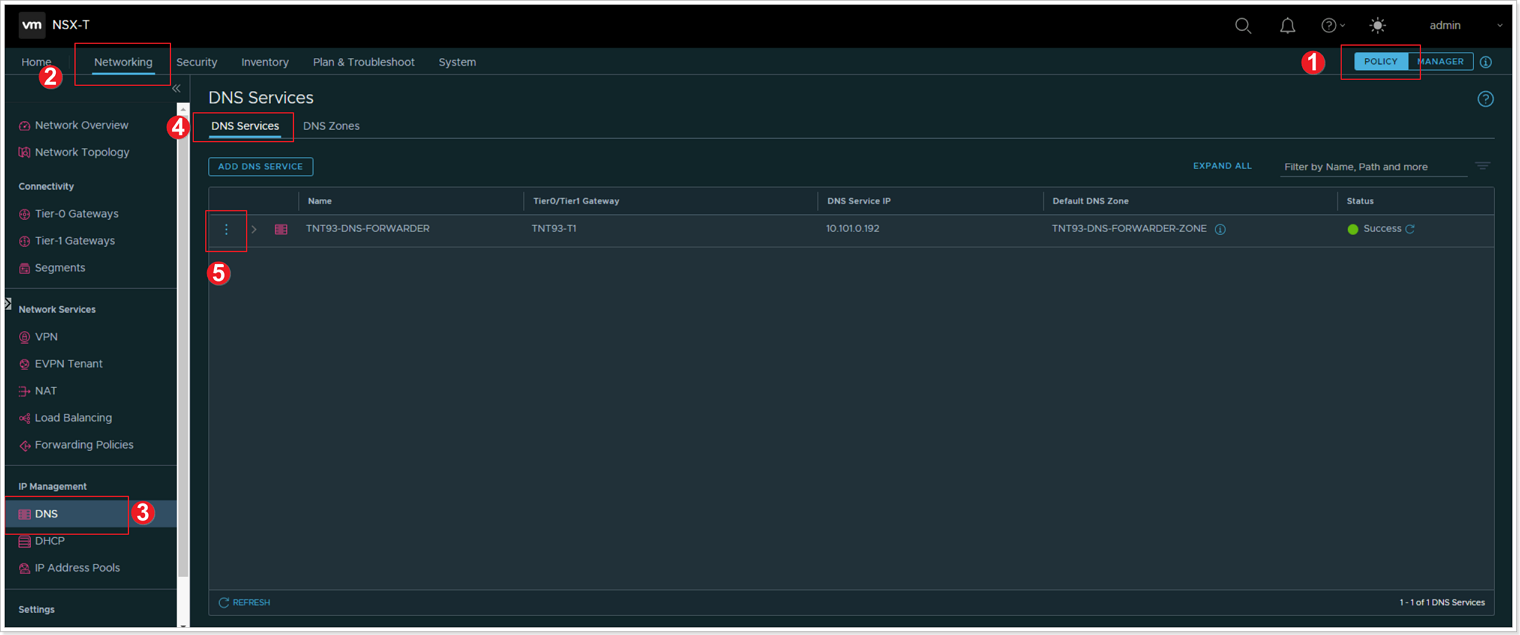 vm NSX-T
admin
Home Networking Security Inventory Plan & Troubleshoot System
2
1
POLICY MANAGER
DNS Services
4
DNS Services DNS Zones
Network Overview
Network Topology
Connectivity
Tier-0 Gateways
Tier-1 Gateways
Segments
Network Services
VPN
EVPN Tenant
NAT
Load Balancing
Forwarding Policies
IP Management
DNS
3
DHCP
IP Address Pools
Settings
ADD DNS SERVICE
EXPAND ALL
Filter by Name, Path and more
Name Tier0/Tier1 Gateway DNS Service IP Default DNS Zone Status
TNT93-DNS-FORWARDER TNT93-T1 10.101.0.192 TNT93-DNS-FORWARDER-ZONE Success
5
REFRESH
1 - 1 of 1 DNS Services